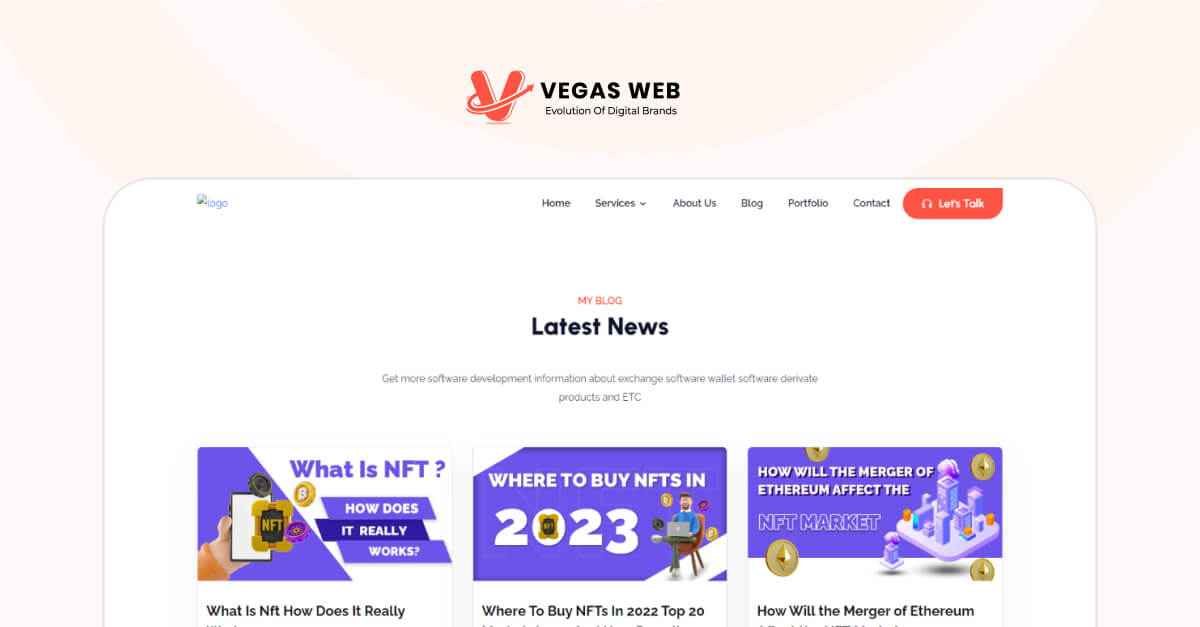 VEGAS WEB
Evolution Of Digital Brands
logo
Home Services About Us Blog Portfolio Contact Let's Talk
MY BLOG
Latest News
Get more software development information about exchange software wallet software derivate
products and ETC
What Is NFT ?
HOW DOES
IT REALLY
WORKS?
NFT
WHERE TO BUY NFTS IN
2023
HOW WILL THE MERGER OF
ETHEREUM AFFECT THE
NFT MARKET
What Is Nft How Does It Really
Where To Buy NFTs In 2022 Top 20
How Will the Merger of Ethereum